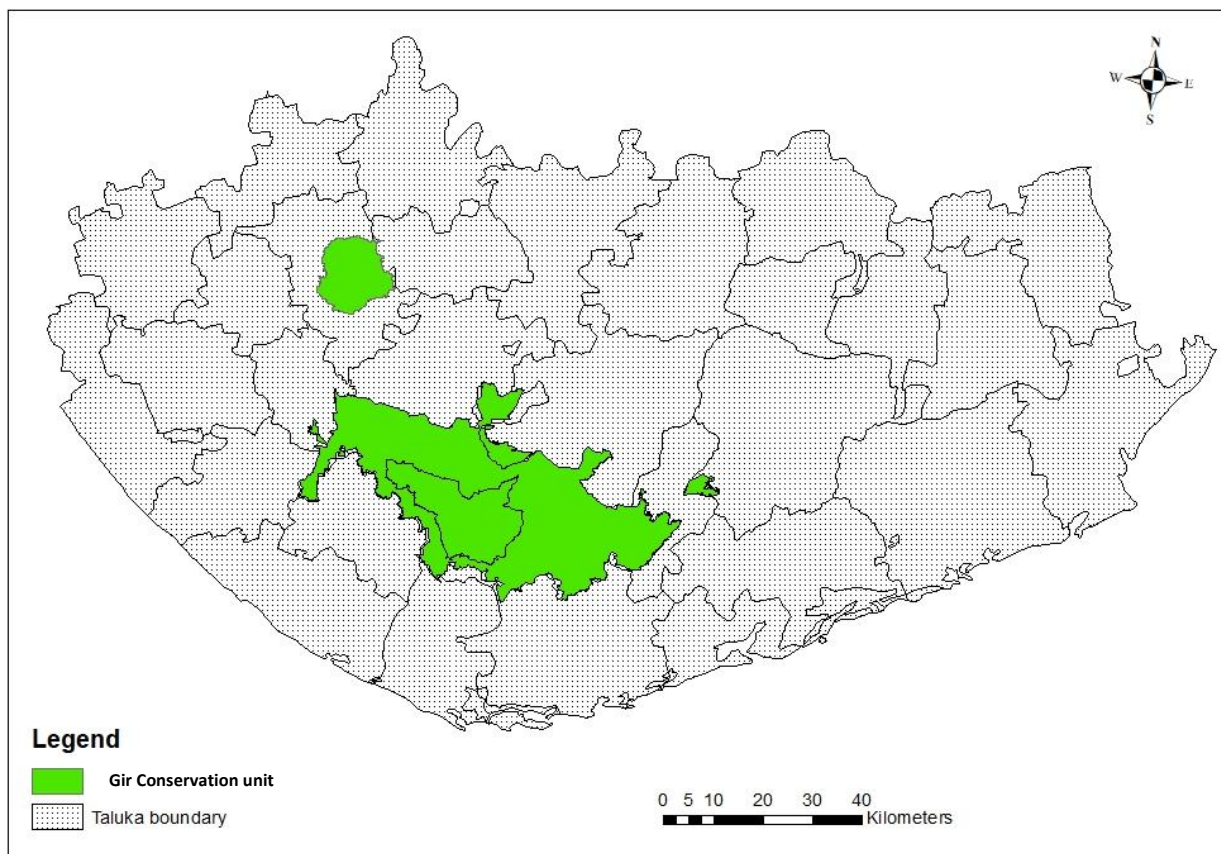 N
W E
S
Legend
Gir Conservation unit
Taluka boundary
0 5 10 20 30 40
Kilometers